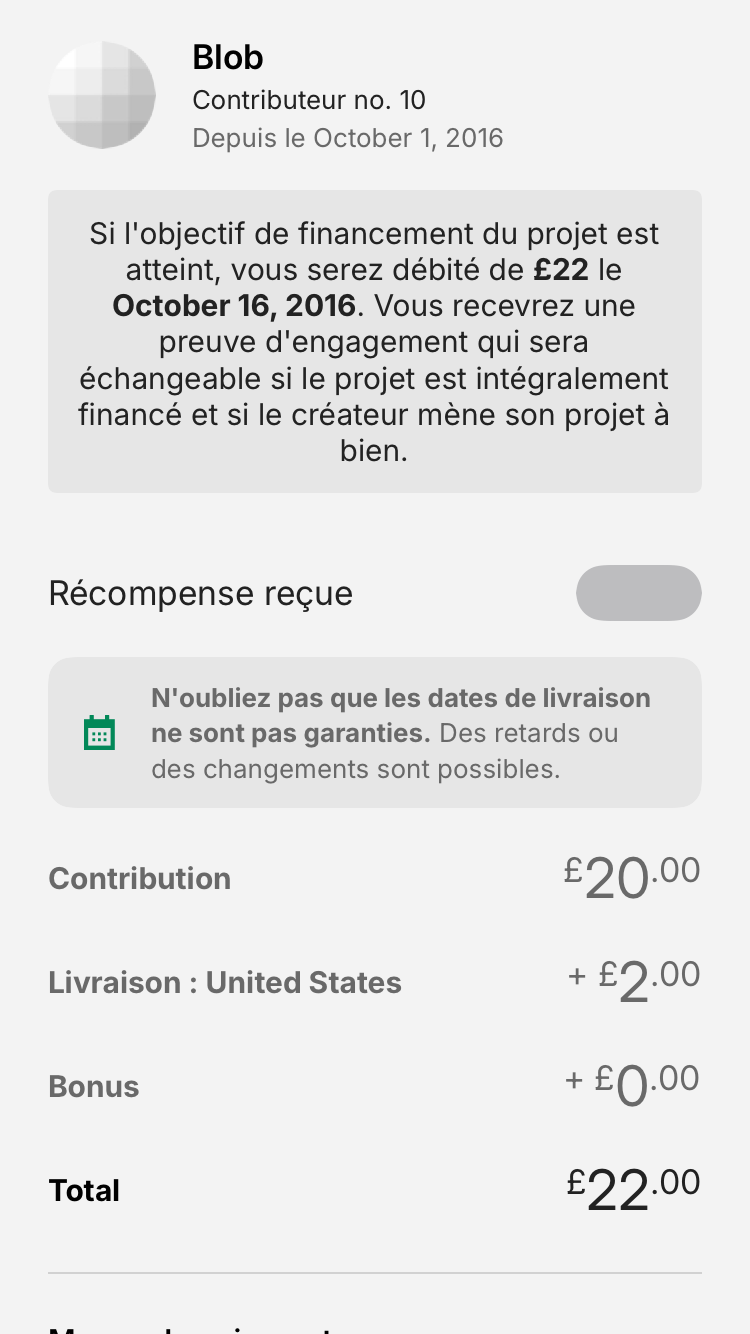 Blob
Contributeur no. 10
Depuis le October 1, 2016
Si l'objectif de financement du projet est
atteint, vous serez débité de £22 le
October 16, 2016. Vous recevrez une
preuve d'engagement qui sera
échangeable si le projet est intégralement
financé et si le créateur mène son projet à
bien.
Récompense reçue
N'oubliez pas que les dates de livraison
ne sont pas garanties. Des retards ou
des changements sont possibles.
Contribution £20.00
Livraison : United States + £2.00
Bonus + £0.00
Total £22.00